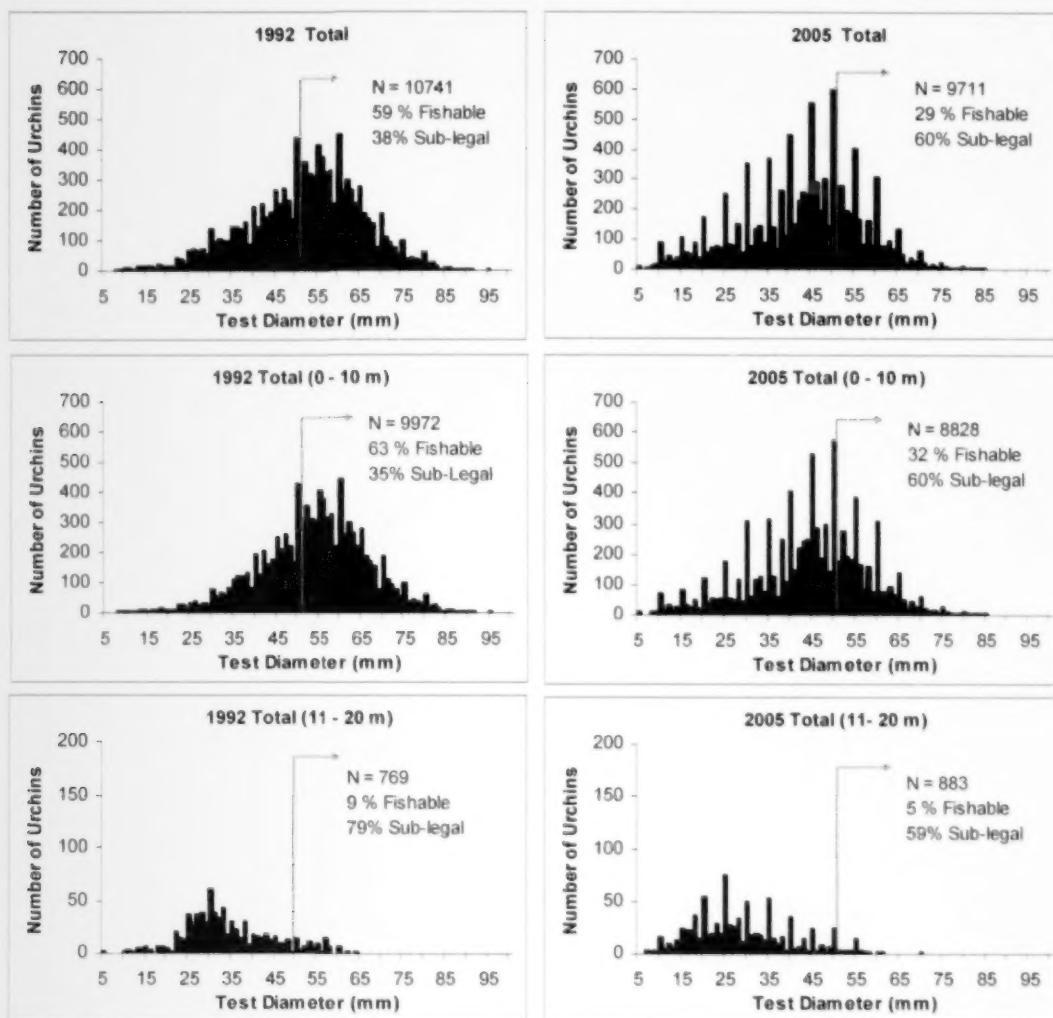 1992 Total
Number of Urchins
700
600
500
400
300
200
100
0
N = 10741
59 % Fishable
38% Sub-legal
5 15 25 35 45 55 65 75 85 95
Test Diameter (mm)
2005 Total
Number of Urchins
700
600
500
400
300
200
100
0
N = 9711
29 % Fishable
60% Sub-legal
5 15 25 35 45 55 65 75 85 95
Test Diameter (mm)
1992 Total (0 - 10 m)
Number of Urchins
700
600
500
400
300
200
100
0
N = 9972
63 % Fishable
35% Sub-Legal
5 15 25 35 45 55 65 75 85 95
Test Diameter (mm)
2005 Total (0 - 10 m)
Number of Urchins
700
600
500
400
300
200
100
0
N = 8828
32 % Fishable
60% Sub-legal
5 15 25 35 45 55 65 75 85 95
Test Diameter (mm)
1992 Total (11 - 20 m)
Number of Urchins
200
150
100
50
0
N = 769
9 % Fishable
79% Sub-legal
5 15 25 35 45 55 65 75 85 95
Test Diameter (mm)
2005 Total (11- 20 m)
Number of Urchins
200
150
100
50
0
N = 883
5 % Fishable
59% Sub-legal
5 15 25 35 45 55 65 75 85 95
Test Diameter (mm)